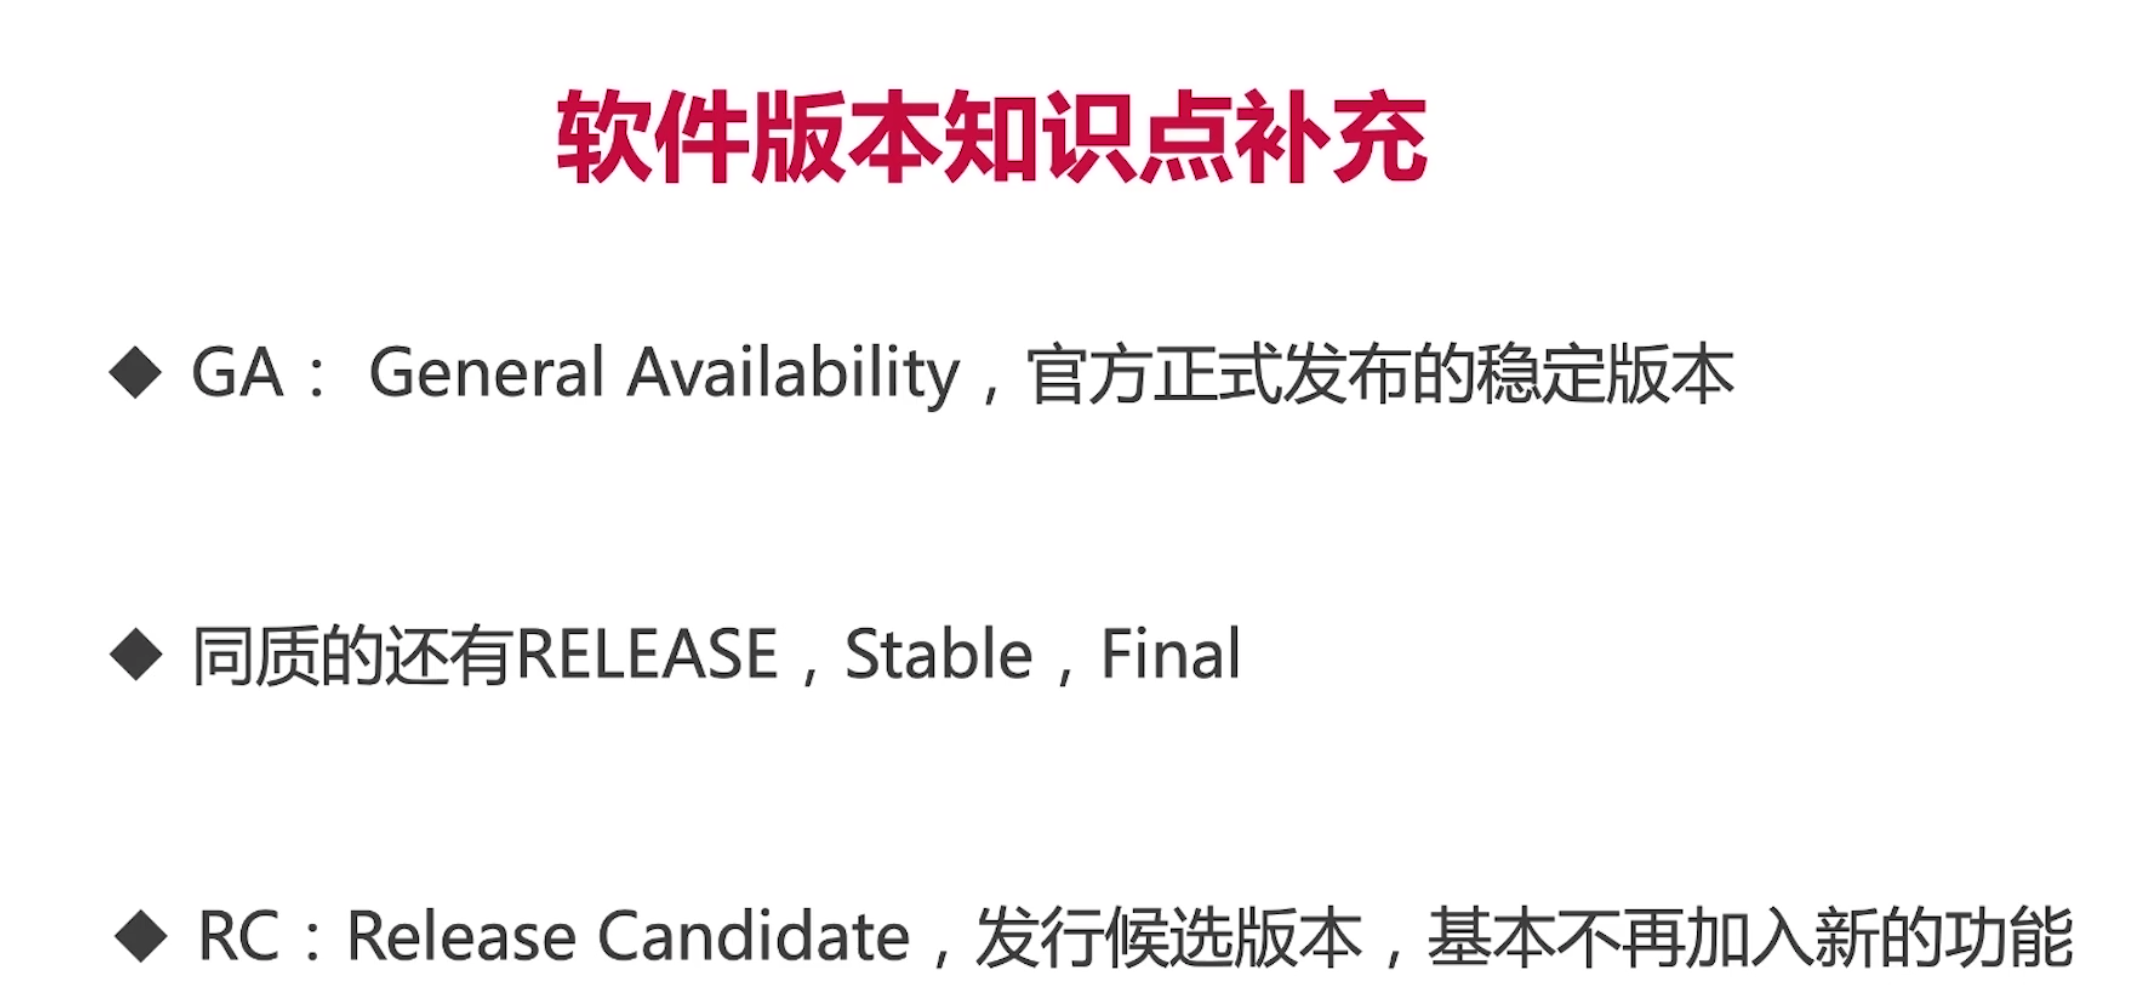 软件版本知识点补充
◆ GA： General Availability，官方正式发布的稳定版本
◆ 同质的还有RELEASE，Stable，Final
◆ RC：Release Candidate，发行候选版本，基本不再加入新的功能